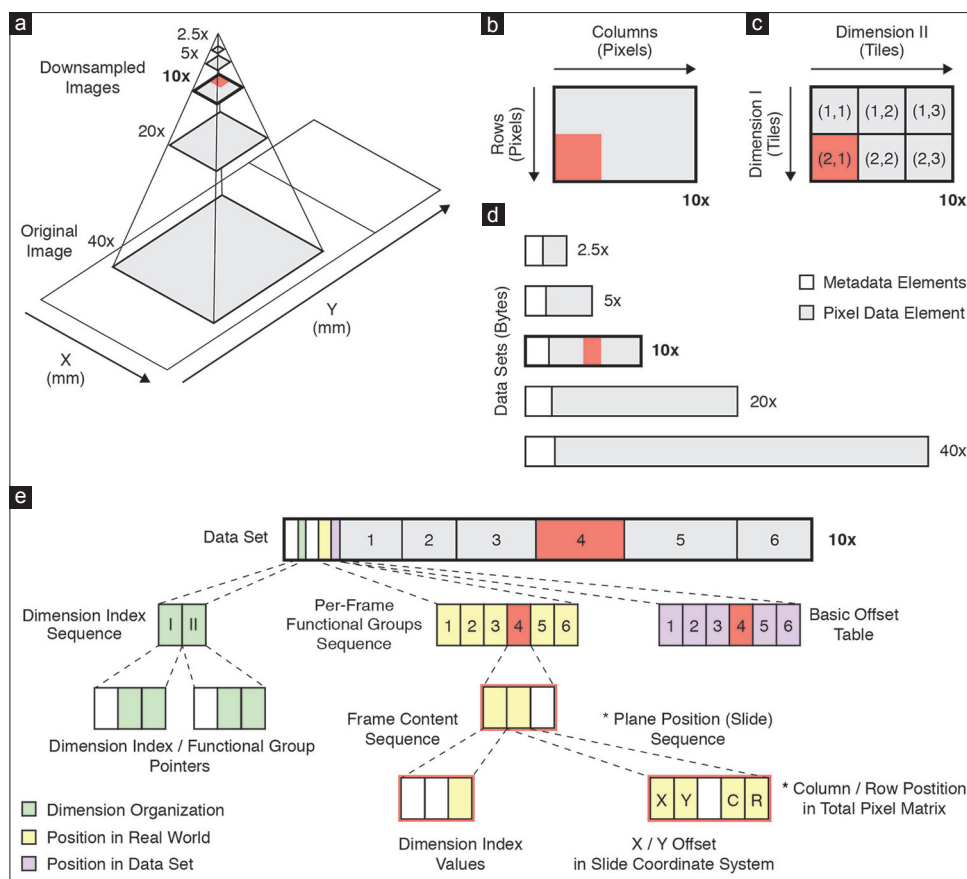 a
2.5x
5x
Downsampled
Images
10x
20x
Original
Image
40x
X
(mm)
Y
(mm)
b
Columns
(Pixels)
Rows
(Pixels)
10x
c
Dimension II
(Tiles)
Dimension I
(Tiles)
(1,1) (1,2) (1,3)
(2,1) (2,2) (2,3)
10x
d
Data Sets (Bytes)
2.5x
5x
10x
20x
40x
Metadata Elements
Pixel Data Element
e
Data Set
1 2 3 4 5 6
10x
Dimension Index
Sequence
I II
Per-Frame
Functional Groups
Sequence
1 2 3 4 5 6
1 2 3 4 5 6
Basic Offset
Table
Dimension Index / Functional Group
Pointers
Frame Content
Sequence
* Plane Position (Slide)
Sequence
X Y C R
* Column / Row Postition
in Total Pixel Matrix
Dimension Index
Values
X / Y Offset
in Slide Coordinate System
Dimension Organization
Position in Real World
Position in Data Set